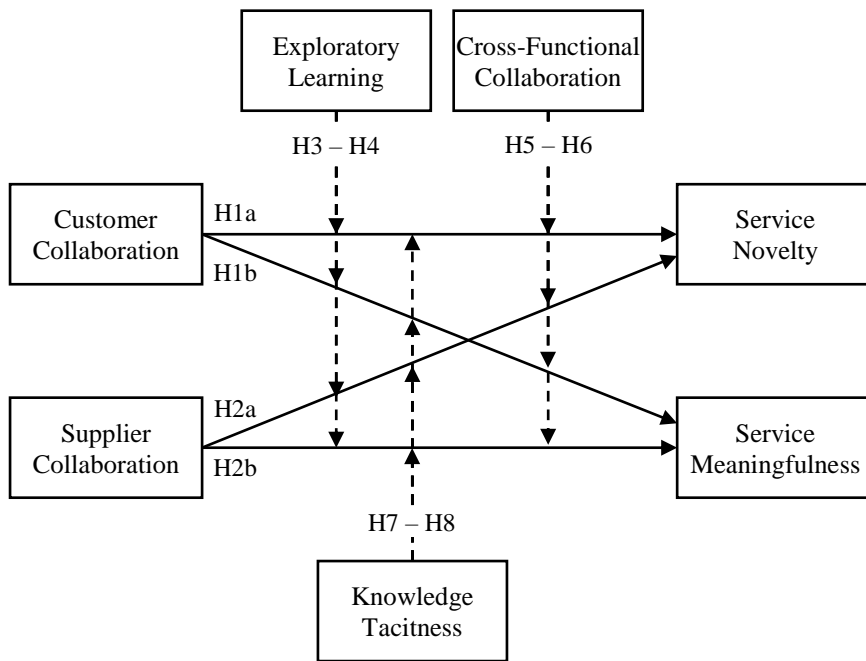 Exploratory
Learning
Cross-Functional
Collaboration
H3 – H4
H5 – H6
Customer
Collaboration
H1a
H1b
Service
Novelty
Supplier
Collaboration
H2a
H2b
Service
Meaningfulness
H7 – H8
Knowledge
Tacitness